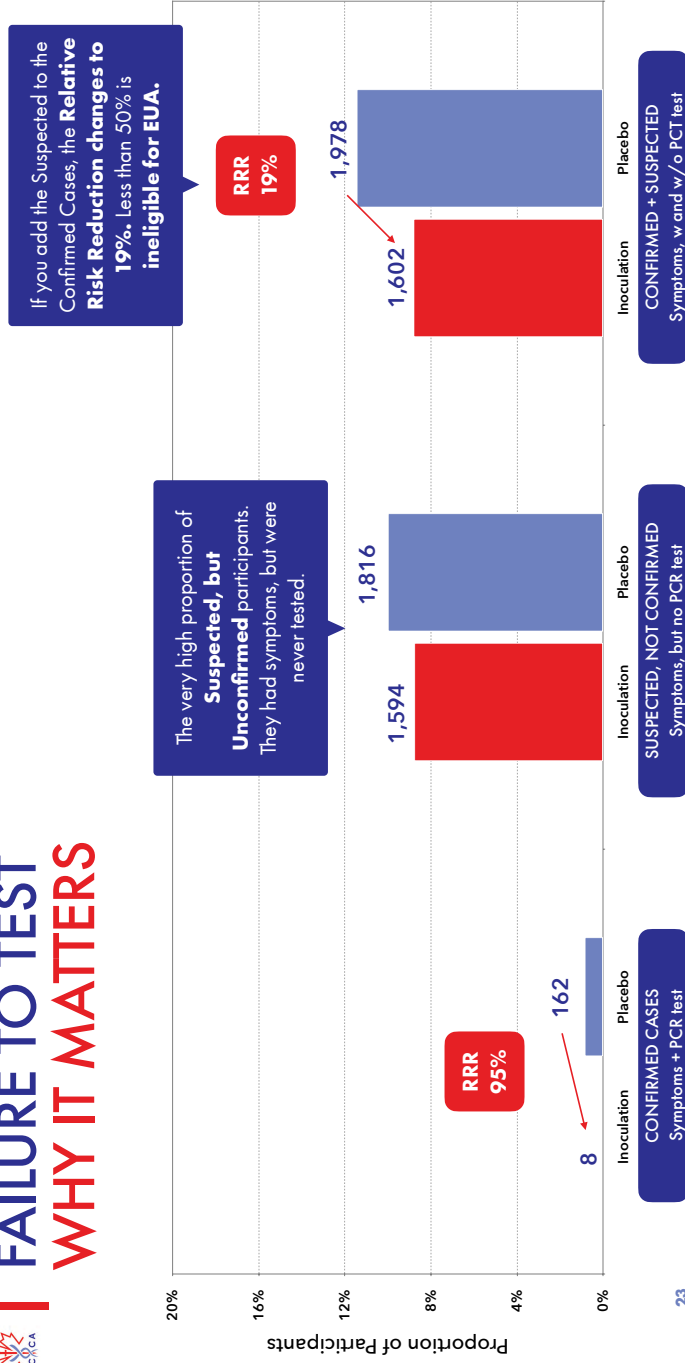 CCCA
FAILURE TO TEST
WHY IT MATTERS
If you add the Suspected to the
Confirmed Cases, the Relative
Risk Reduction changes to
19%. Less than 50% is
ineligible for EUA.
The very high proportion of
Suspected, but
Unconfirmed participants.
They had symptoms, but were
never tested.
Proportion of Participants
20%
16%
12%
8%
4%
0%
RRR
95%
8
162
Inoculation
Placebo
CONFIRMED CASES
Symptoms + PCR test
1,594
1,816
Inoculation
Placebo
SUSPECTED, NOT CONFIRMED
Symptoms, but no PCR test
RRR
19%
1,602
1,978
Inoculation
Placebo
CONFIRMED + SUSPECTED
Symptoms, w and w/o PCT test
23